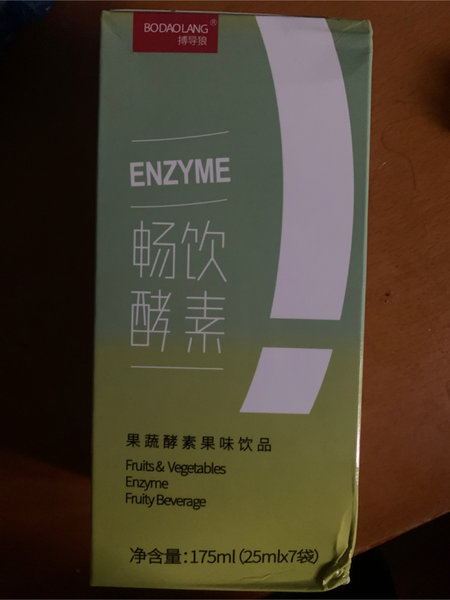 BODAOLANG®
搏导狼
ENZYME
畅饮
酵素
果蔬酵素果味饮品
Fruits & Vegetables
Enzyme
Fruity Beverage
净含量:175ml(25mlx7袋)